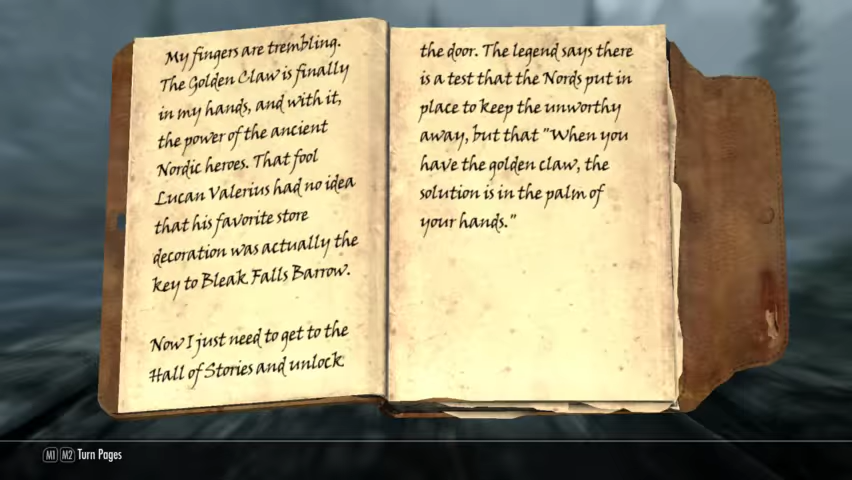 My fingers are trembling.
The Golden Claw is finally
in my hands, and with it,
the power of the ancient
Nordic heroes. That fool
Lucan Valerius had no idea
that his favorite store
decoration was actually the
key to Bleak Falls Barrow.
Now I just need to get to the
Hall of Stories and unlock
the door. The legend says there
is a test that the Nords put in
place to keep the unworthy
away, but that "When you
have the golden claw, the
solution is in the palm of
your hands."
M1 M2 Turn Pages